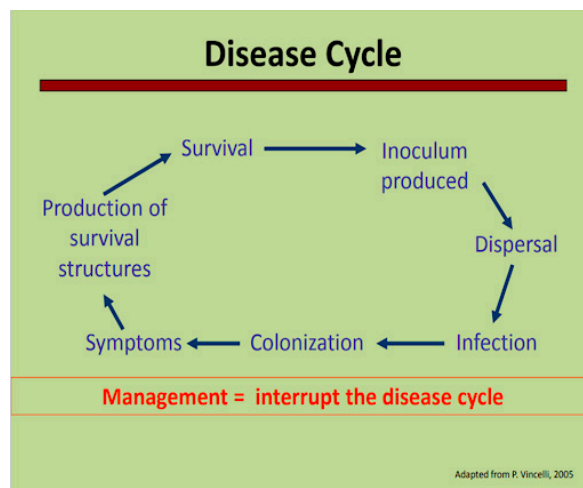 Disease Cycle
Survival
Inoculum
produced
Production of
survival
structures
Dispersal
Symptoms
Colonization
Infection
Management = interrupt the disease cycle
Adapted from P. Vincelli, 2005